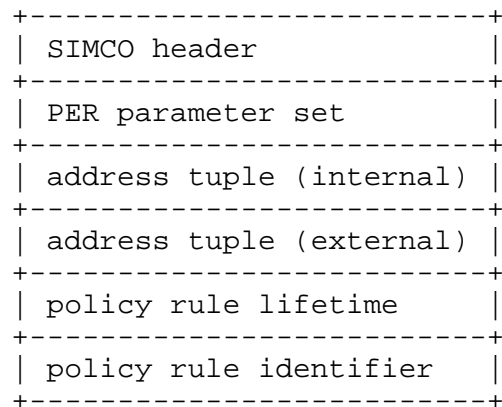 +--------------------------+
| SIMCO header             |
+--------------------------+
| PER parameter set        |
+--------------------------+
| address tuple (internal) |
+--------------------------+
| address tuple (external) |
+--------------------------+
| policy rule lifetime     |
+--------------------------+
| policy rule identifier   |
+--------------------------+